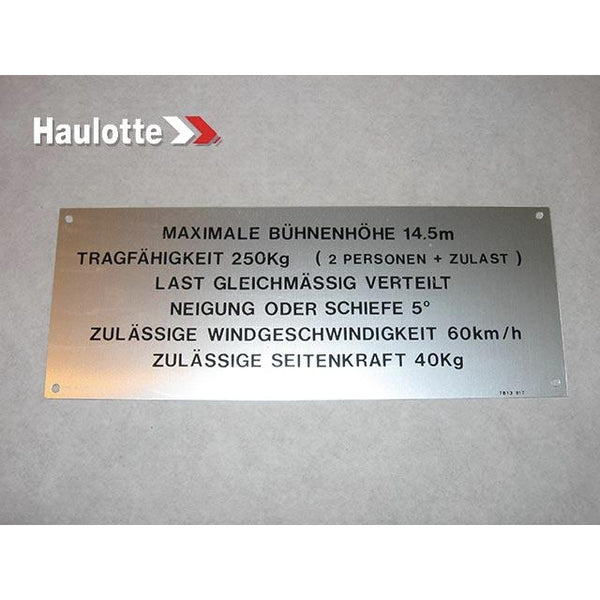 Haulotte
MAXIMALE BÜHNENHÖHE 14.5m
TRAGFÄHIGKEIT 250Kg ( 2 PERSONEN + ZULAST )
LAST GLEICHMÄSSIG VERTEILT
NEIGUNG ODER SCHIEFE 5°
ZULÄSSIGE WINDGESCHWINDIGKEIT 60km/h
ZULÄSSIGE SEITENKRAFT 40Kg